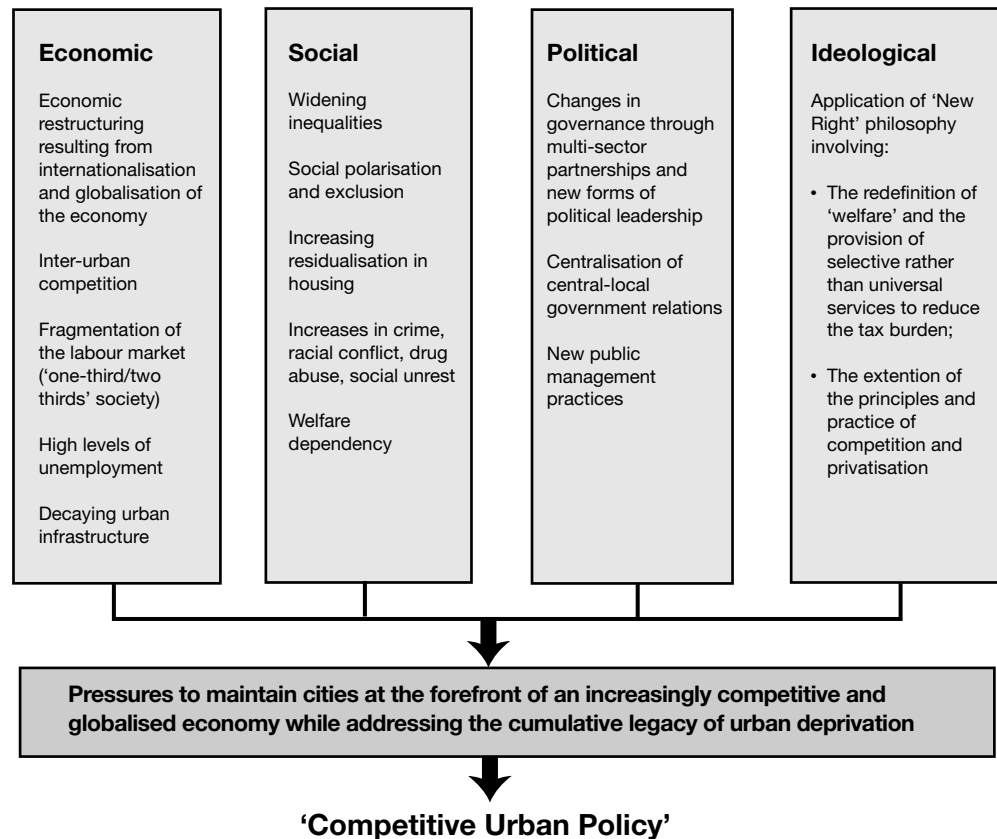 Economic
Economic
restructuring
resulting from
internationalisation
and globalisation of
the economy
Inter-urban
competition
Fragmentation of
the labour market
(‘one-third/two
thirds’ society)
High levels of
unemployment
Decaying urban
infrastructure
Social
Widening
inequalities
Social polarisation
and exclusion
Increasing
residualisation in
housing
Increases in crime,
racial conflict, drug
abuse, social unrest
Welfare
dependency
Political
Changes in
governance through
multi-sector
partnerships and
new forms of
political leadership
Centralisation of
central-local
government relations
New public
management
practices
Ideological
Application of ‘New
Right’ philosophy
involving:
• The redefinition of
‘welfare’ and the
provision of
selective rather
than universal
services to reduce
the tax burden;
• The extention of
the principles and
practice of
competition and
privatisation
Pressures to maintain cities at the forefront of an increasingly competitive and
globalised economy while addressing the cumulative legacy of urban deprivation
‘Competitive Urban Policy’